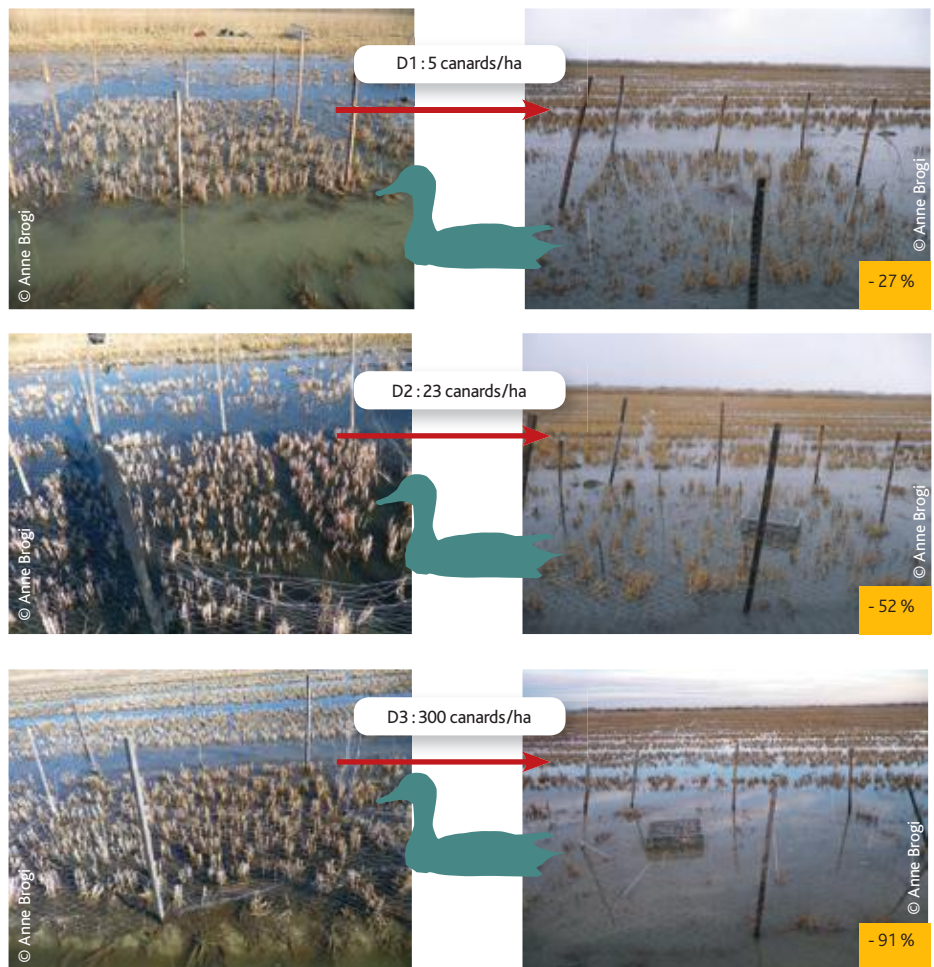 D1 : 5 canards/ha
© Anne Brogi
© Anne Brogi
- 27 %
D2 : 23 canards/ha
© Anne Brogi
© Anne Brogi
- 52 %
D3 : 300 canards/ha
© Anne Brogi
© Anne Brogi
- 91 %